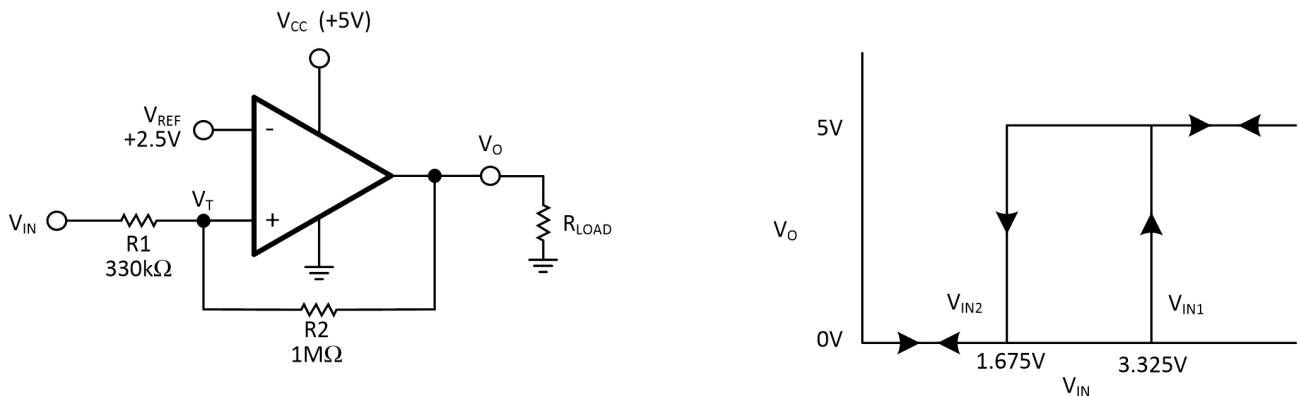 VCC (+5V)
VREF
+2.5V
-
VO
VT
VIN
+
R1
330kΩ
RLOAD
R2
1MΩ
5V
VO
VIN2
VIN1
0V
1.675V
3.325V
VIN